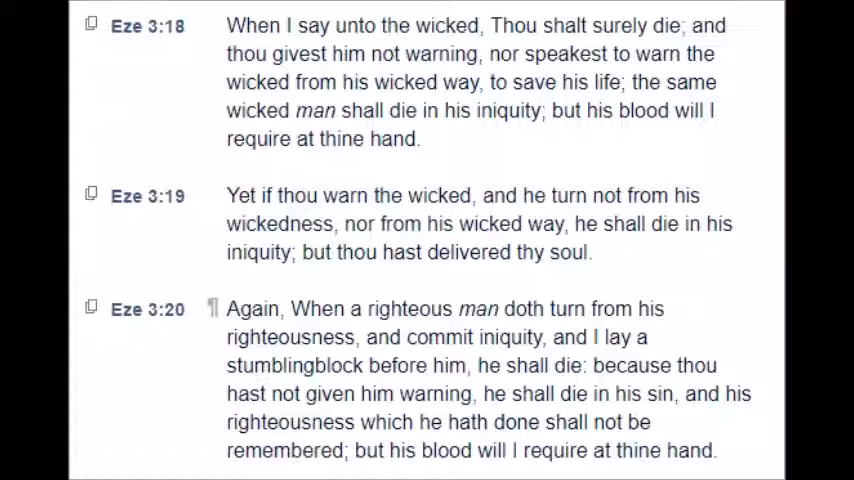 Eze 3:18 When I say unto the wicked, Thou shalt surely die; and
thou givest him not warning, nor speakest to warn the
wicked from his wicked way, to save his life; the same
wicked man shall die in his iniquity; but his blood will I
require at thine hand.
Eze 3:19 Yet if thou warn the wicked, and he turn not from his
wickedness, nor from his wicked way, he shall die in his
iniquity; but thou hast delivered thy soul.
Eze 3:20 ¶ Again, When a righteous man doth turn from his
righteousness, and commit iniquity, and I lay a
stumblingblock before him, he shall die: because thou
hast not given him warning, he shall die in his sin, and his
righteousness which he hath done shall not be
remembered; but his blood will I require at thine hand.